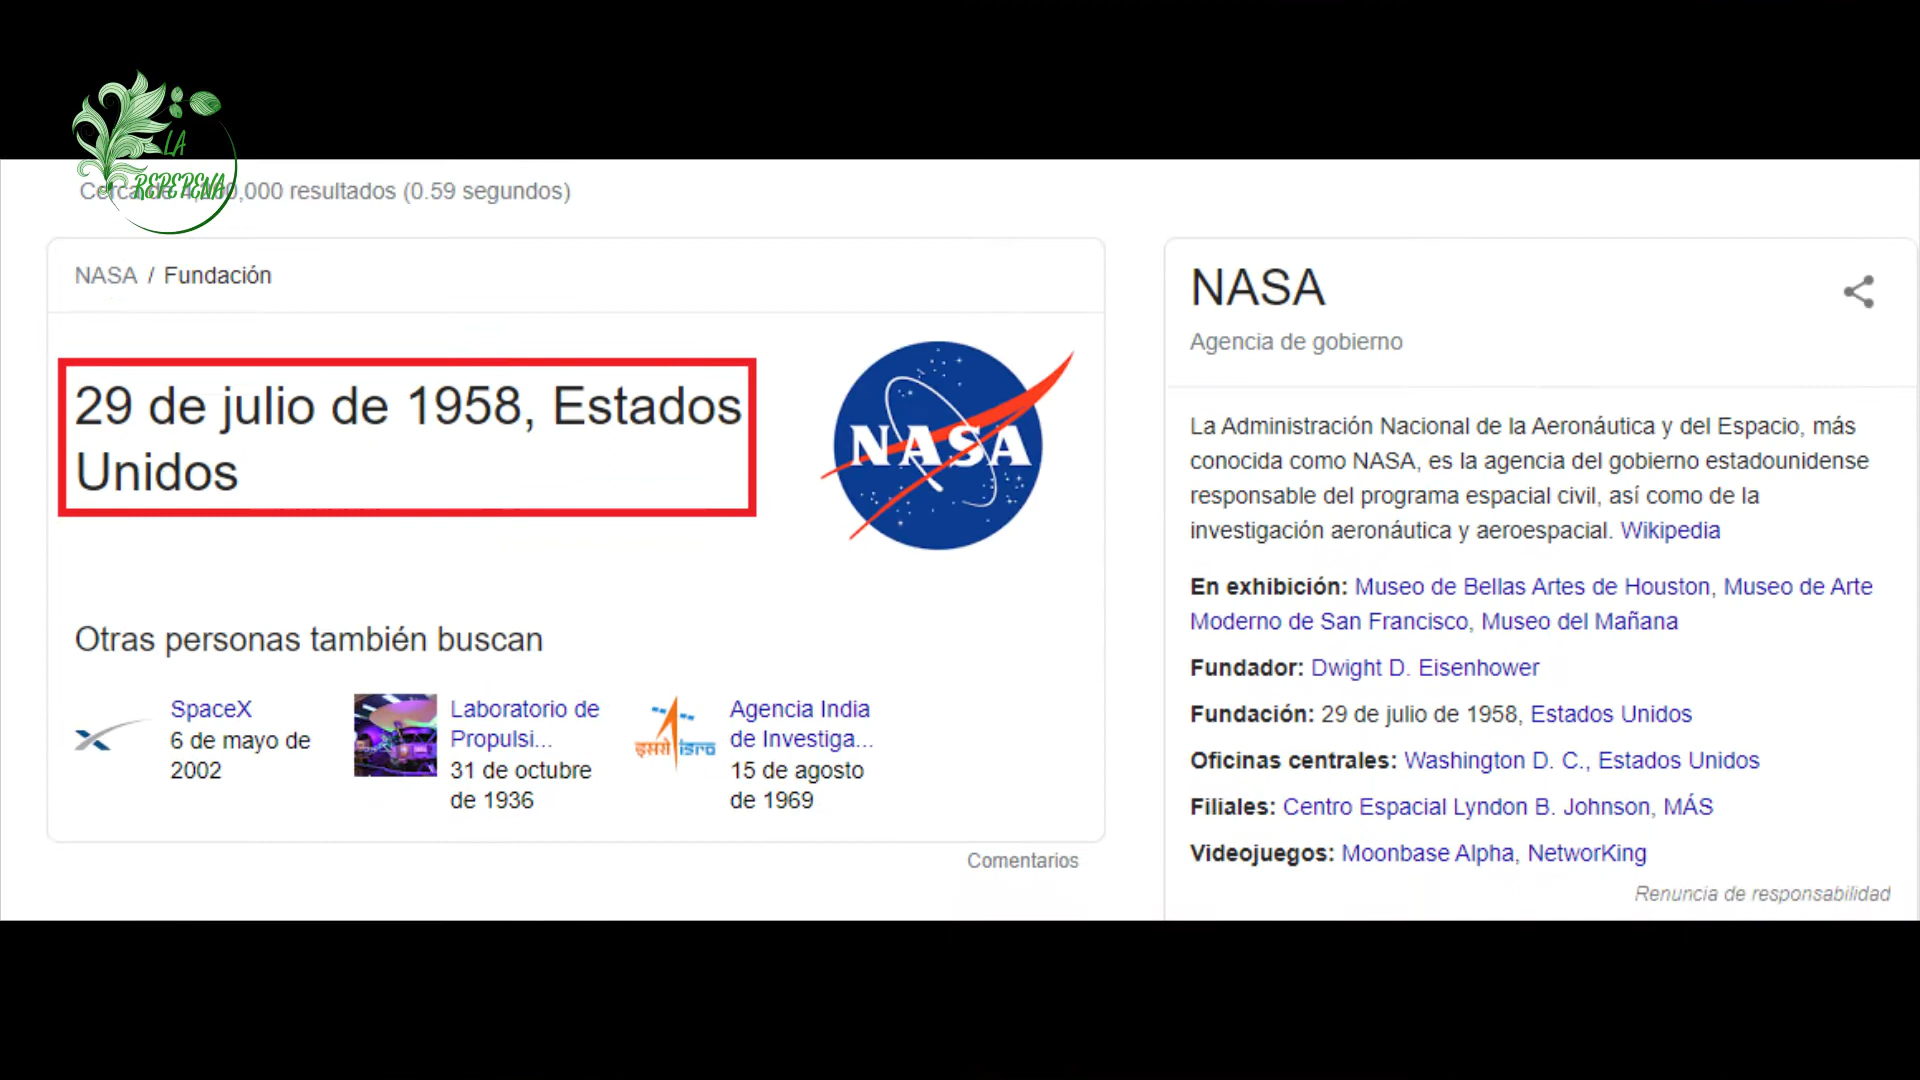 LA
REPEPENA
Cerca de 000 resultados (0.59 segundos)
NASA / Fundación
29 de julio de 1958, Estados
Unidos
NASA
Otras personas también buscan
SpaceX
6 de mayo de
2002
Laboratorio de
Propulsi...
31 de octubre
de 1936
इसरो isro
Agencia India
de Investiga...
15 de agosto
de 1969
Comentarios
NASA
Agencia de gobierno
La Administración Nacional de la Aeronáutica y del Espacio, más
conocida como NASA, es la agencia del gobierno estadounidense
responsable del programa espacial civil, así como de la
investigación aeronáutica y aeroespacial. Wikipedia
En exhibición: Museo de Bellas Artes de Houston, Museo de Arte
Moderno de San Francisco, Museo del Mañana
Fundador: Dwight D. Eisenhower
Fundación: 29 de julio de 1958, Estados Unidos
Oficinas centrales: Washington D. C., Estados Unidos
Filiales: Centro Espacial Lyndon B. Johnson, MÁS
Videojuegos: Moonbase Alpha, NetworKing
Renuncia de responsabilidad